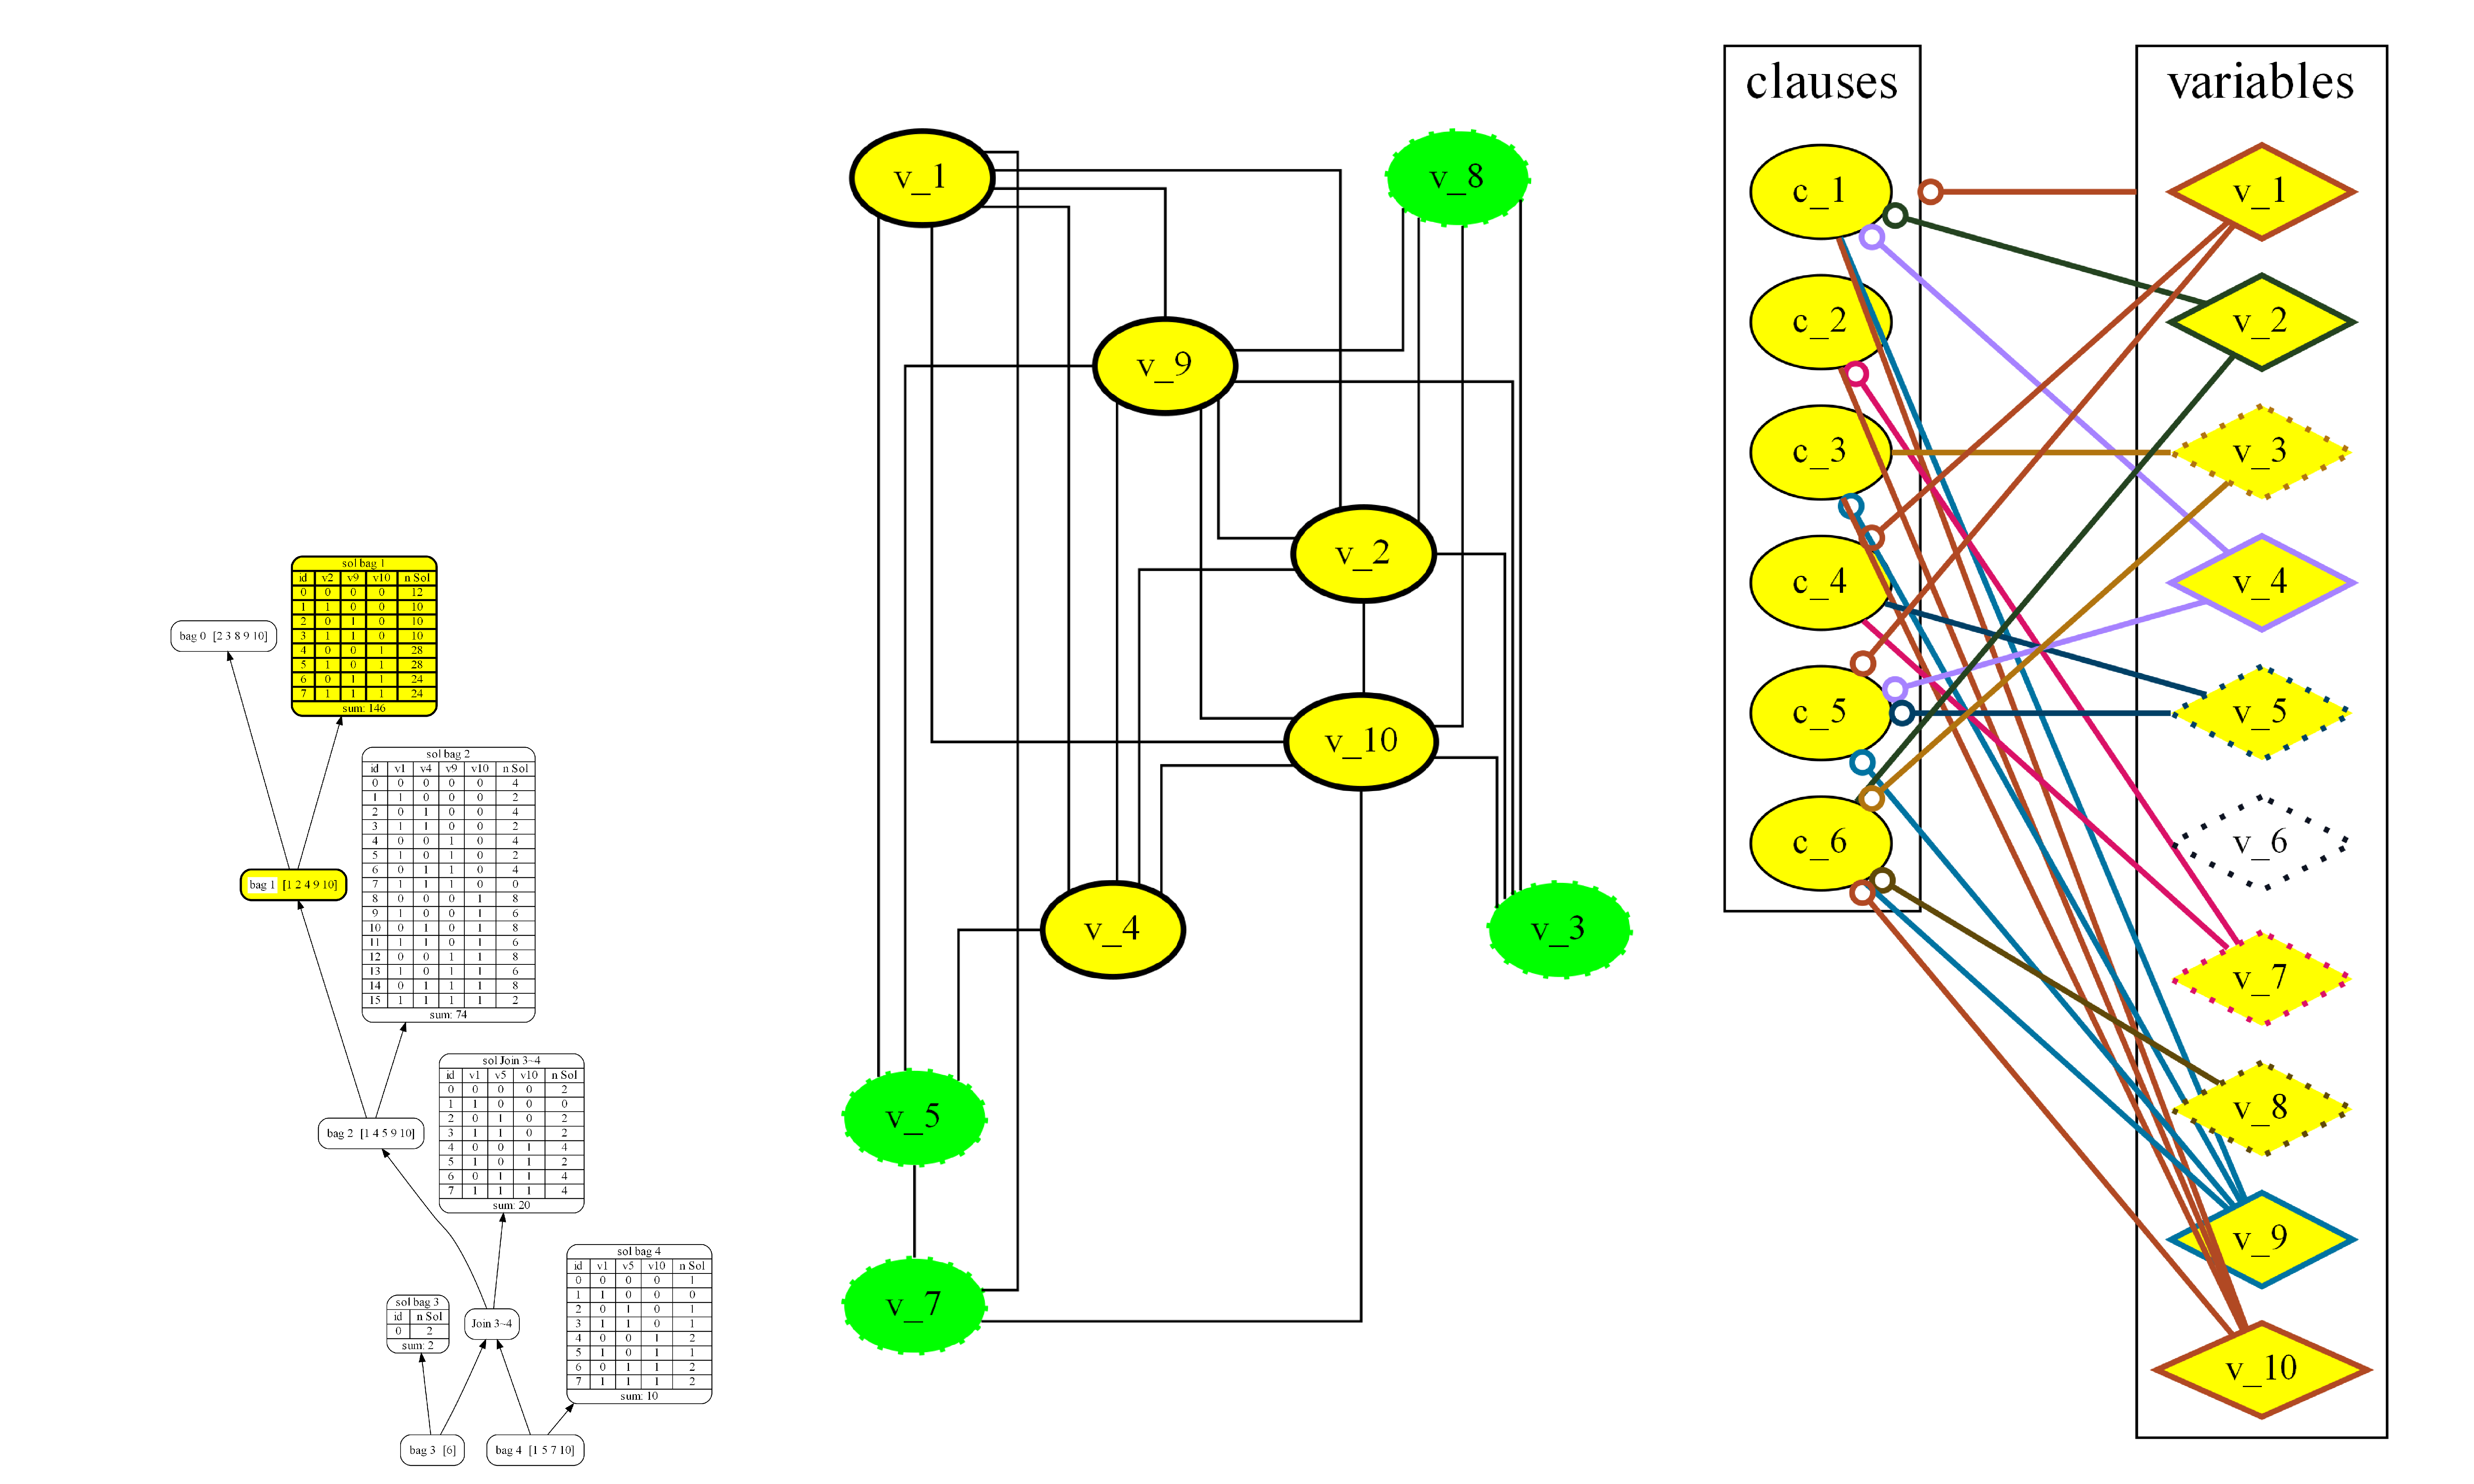 sol bag 1
id v2 v9 v10 n Sol
0 0 0 0 12
1 1 0 0 10
2 0 1 0 10
3 1 1 0 10
4 0 0 1 28
5 1 0 1 28
6 0 1 1 24
7 1 1 1 24
sum: 146
bag 0 [2 3 8 9 10]
sol bag 2
id v1 v4 v9 v10 n Sol
0 0 0 0 0 4
1 1 0 0 0 2
2 0 1 0 0 4
3 1 1 0 0 2
4 0 0 1 0 4
5 1 0 1 0 2
6 0 1 1 0 4
7 1 1 1 0 0
8 0 0 0 1 8
9 1 0 0 1 6
10 0 1 0 1 8
11 1 1 0 1 6
12 0 0 1 1 8
13 1 0 1 1 6
14 0 1 1 1 8
15 1 1 1 1 2
sum: 74
bag 1 [1 2 4 9 10]
sol Join 3~4
id v1 v5 v10 n Sol
0 0 0 0 2
1 1 0 0 0
2 0 1 0 2
3 1 1 0 2
4 0 0 1 4
5 1 0 1 2
6 0 1 1 4
7 1 1 1 4
sum: 20
bag 2 [1 4 5 9 10]
sol bag 4
id v1 v5 v10 n Sol
0 0 0 0 1
1 1 0 0 0
2 0 1 0 1
3 1 1 0 1
4 0 0 1 2
5 1 0 1 1
6 0 1 1 2
7 1 1 1 2
sum: 10
sol bag 3
id n Sol
0 2
sum: 2
Join 3~4
bag 3 [6]
bag 4 [1 5 7 10]
v_1
v_8
v_9
v_2
v_10
v_4
v_3
v_5
v_7
clauses
c_1
c_2
c_3
c_4
c_5
c_6
variables
v_1
v_2
v_3
v_4
v_5
v_6
v_7
v_8
v_9
v_10